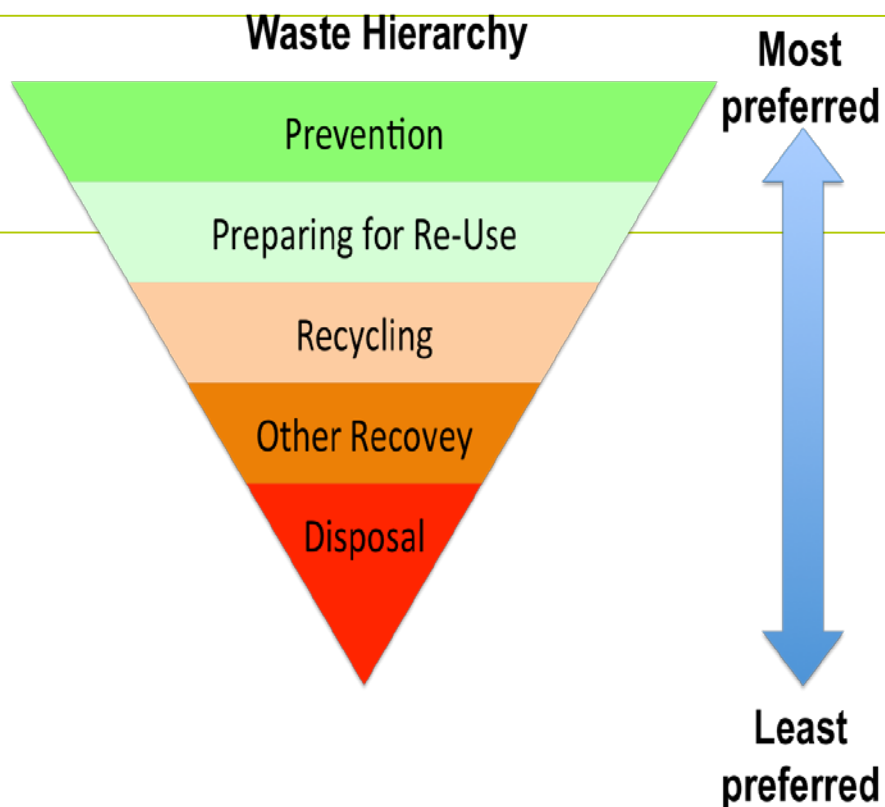 Waste Hierarchy
Most
preferred
Prevention
Preparing for Re-Use
Recycling
Other Recovey
Disposal
Least
preferred